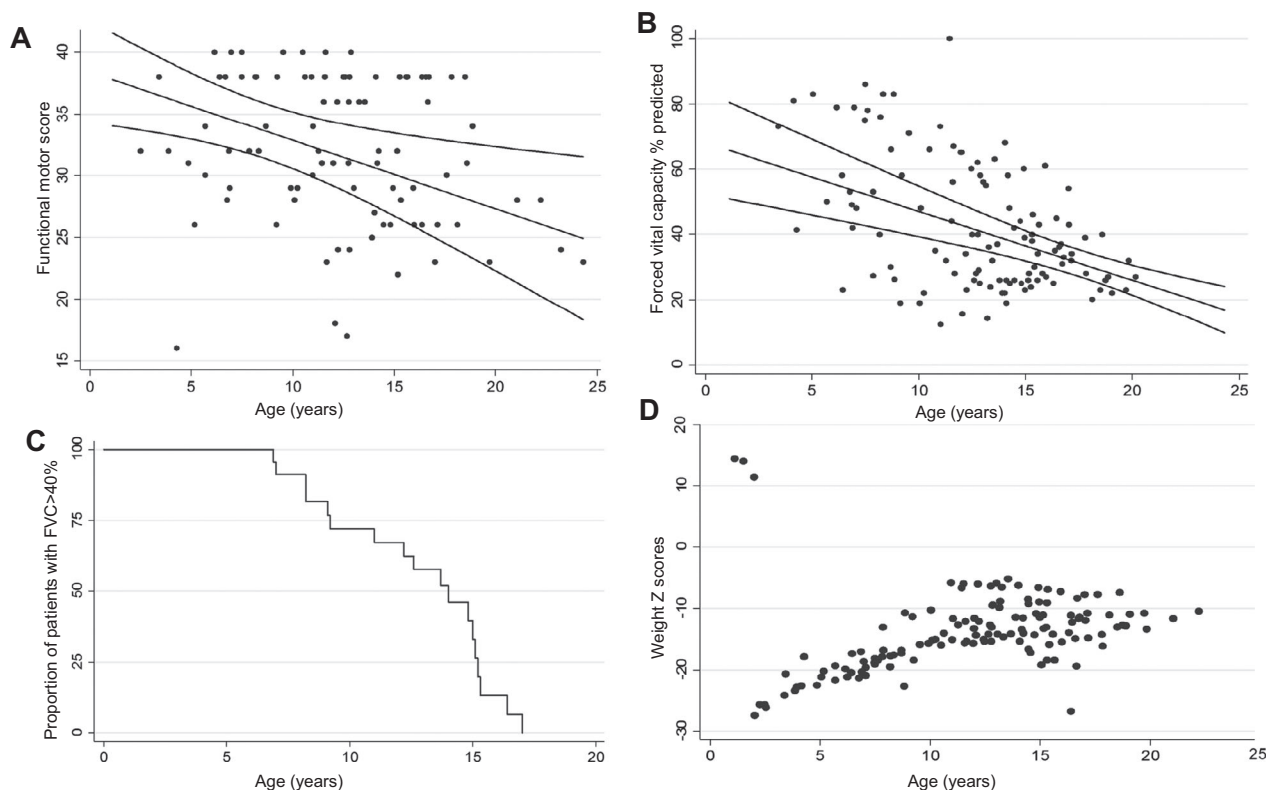 A
Functional motor score
40
35
30
25
20
15
0 5 10 15 20 25
Age (years)
B
Forced vital capacity % predicted
100
80
60
40
20
0
0 5 10 15 20 25
Age (years)
C
Proportion of patients with FVC>40%
100
75
50
25
0
0 5 10 15 20
Age (years)
D
Weight Z scores
20
10
0
-10
-20
-30
0 5 10 15 20 25
Age (years)